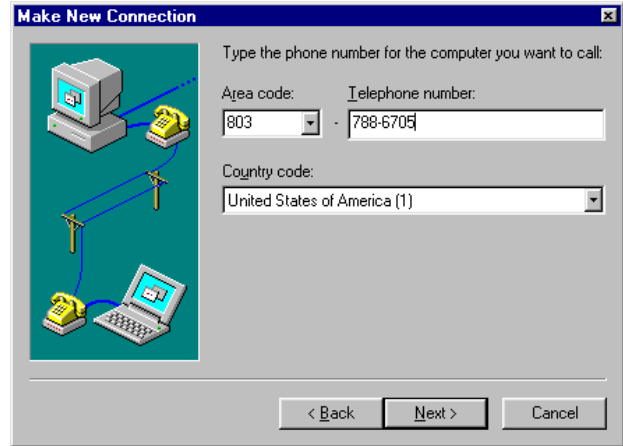 Make New Connection
Type the phone number for the computer you want to call:
Area code: Telephone number:
803 - 788-6705
Country code:
United States of America (1)
< Back Next > Cancel